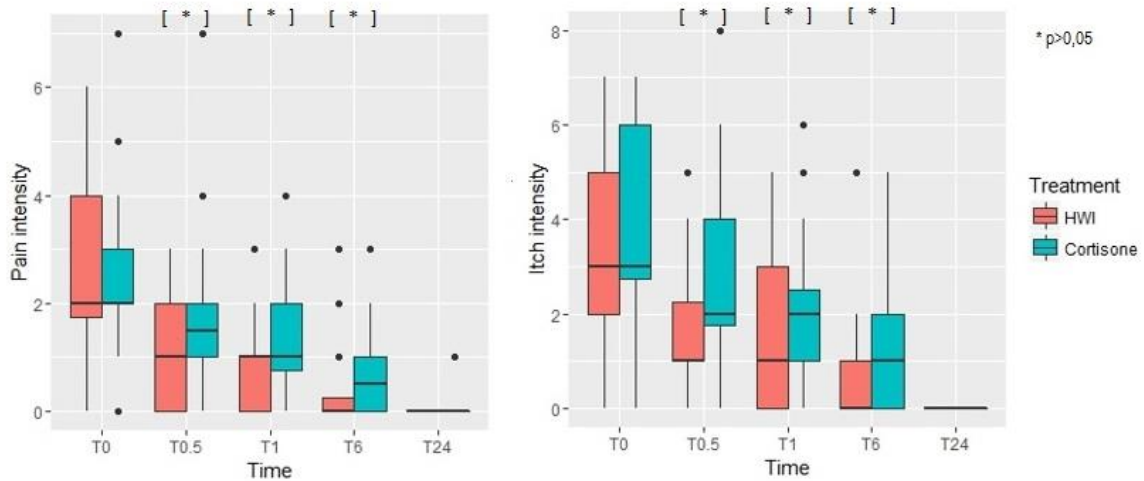 [ * ] [ * ] [ * ]
Pain intensity
6
4
2
0
T0 T0.5 T1 T6 T24
Time
[ * ] [ * ] [ * ]
Itch intensity
8
6
4
2
0
T0 T0.5 T1 T6 T24
Time
* p>0,05
Treatment
HWI
Cortisone